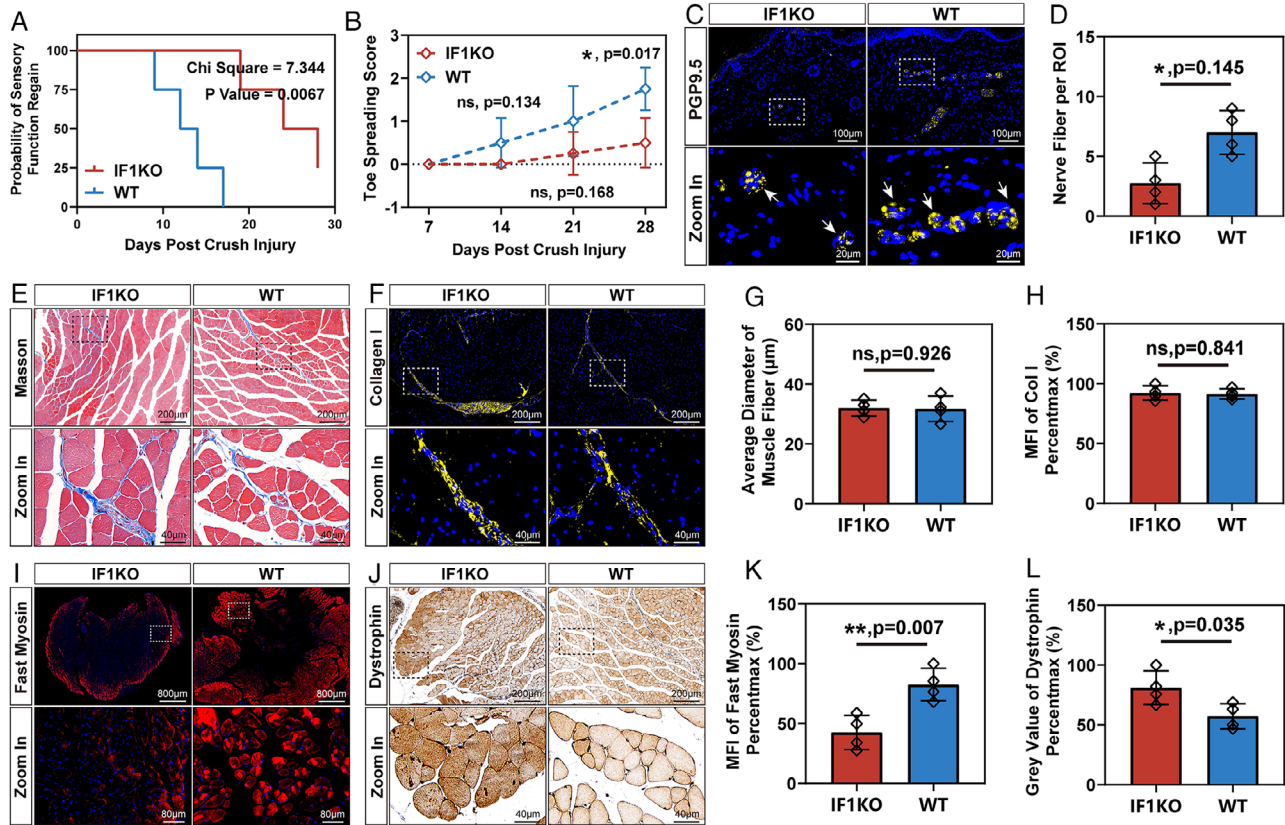 A
Probability of Sensory
Function Regain
100
75
50
25
0
0
10
20
30
Days Post Crush Injury
Chi Square = 7.344
P Value = 0.0067
IF1KO
WT
B
Toe Spreading Score
3
2
1
0
-1
7
14
21
28
Days Post Crush Injury
IF1KO
WT
*, p=0.017
ns, p=0.134
ns, p=0.168
C
IF1KO
WT
PGP9.5
100μm
100μm
Zoom In
20μm
20μm
D
Nerve Fiber per ROI
15
10
5
0
*,p=0.145
IF1KO
WT
E
IF1KO
WT
Masson
200μm
200μm
Zoom In
40μm
40μm
F
IF1KO
WT
Collagen I
200μm
200μm
Zoom In
40μm
40μm
G
Average Diameter of
Muscle Fiber (μm)
60
40
20
0
ns,p=0.926
IF1KO
WT
H
MFI of Col I
Percentmax (%)
150
100
50
0
ns,p=0.841
IF1KO
WT
I
IF1KO
WT
Fast Myosin
800μm
800μm
Zoom In
80μm
80μm
J
IF1KO
WT
Dystrophin
200μm
200μm
Zoom In
40μm
40μm
K
MFI of Fast Myosin
Percentmax (%)
150
100
50
0
**,p=0.007
IF1KO
WT
L
Grey Value of Dystrophin
Percentmax (%)
150
100
50
0
*,p=0.035
IF1KO
WT